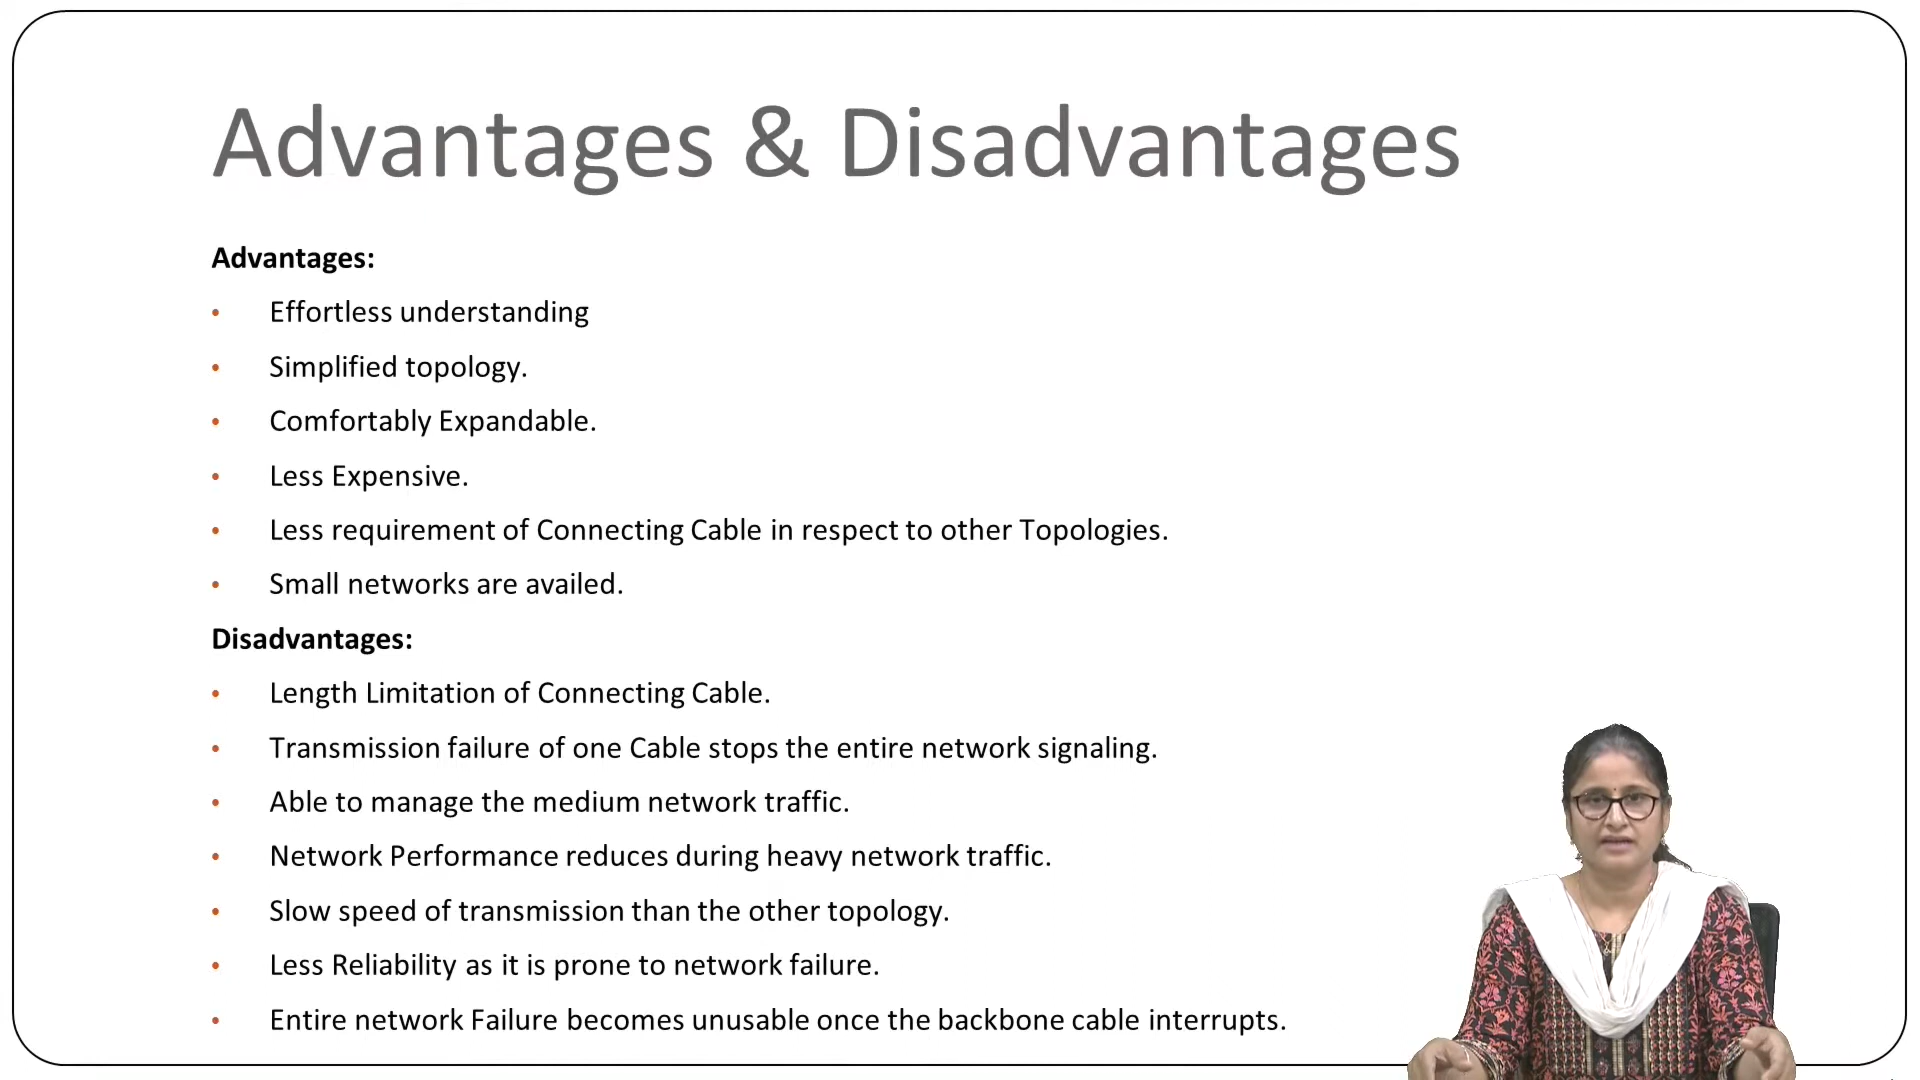 Advantages & Disadvantages
Advantages:
• Effortless understanding
• Simplified topology.
• Comfortably Expandable.
• Less Expensive.
• Less requirement of Connecting Cable in respect to other Topologies.
• Small networks are availed.
Disadvantages:
• Length Limitation of Connecting Cable.
• Transmission failure of one Cable stops the entire network signaling.
• Able to manage the medium network traffic.
• Network Performance reduces during heavy network traffic.
• Slow speed of transmission than the other topology.
• Less Reliability as it is prone to network failure.
• Entire network Failure becomes unusable once the backbone cable interrupts.